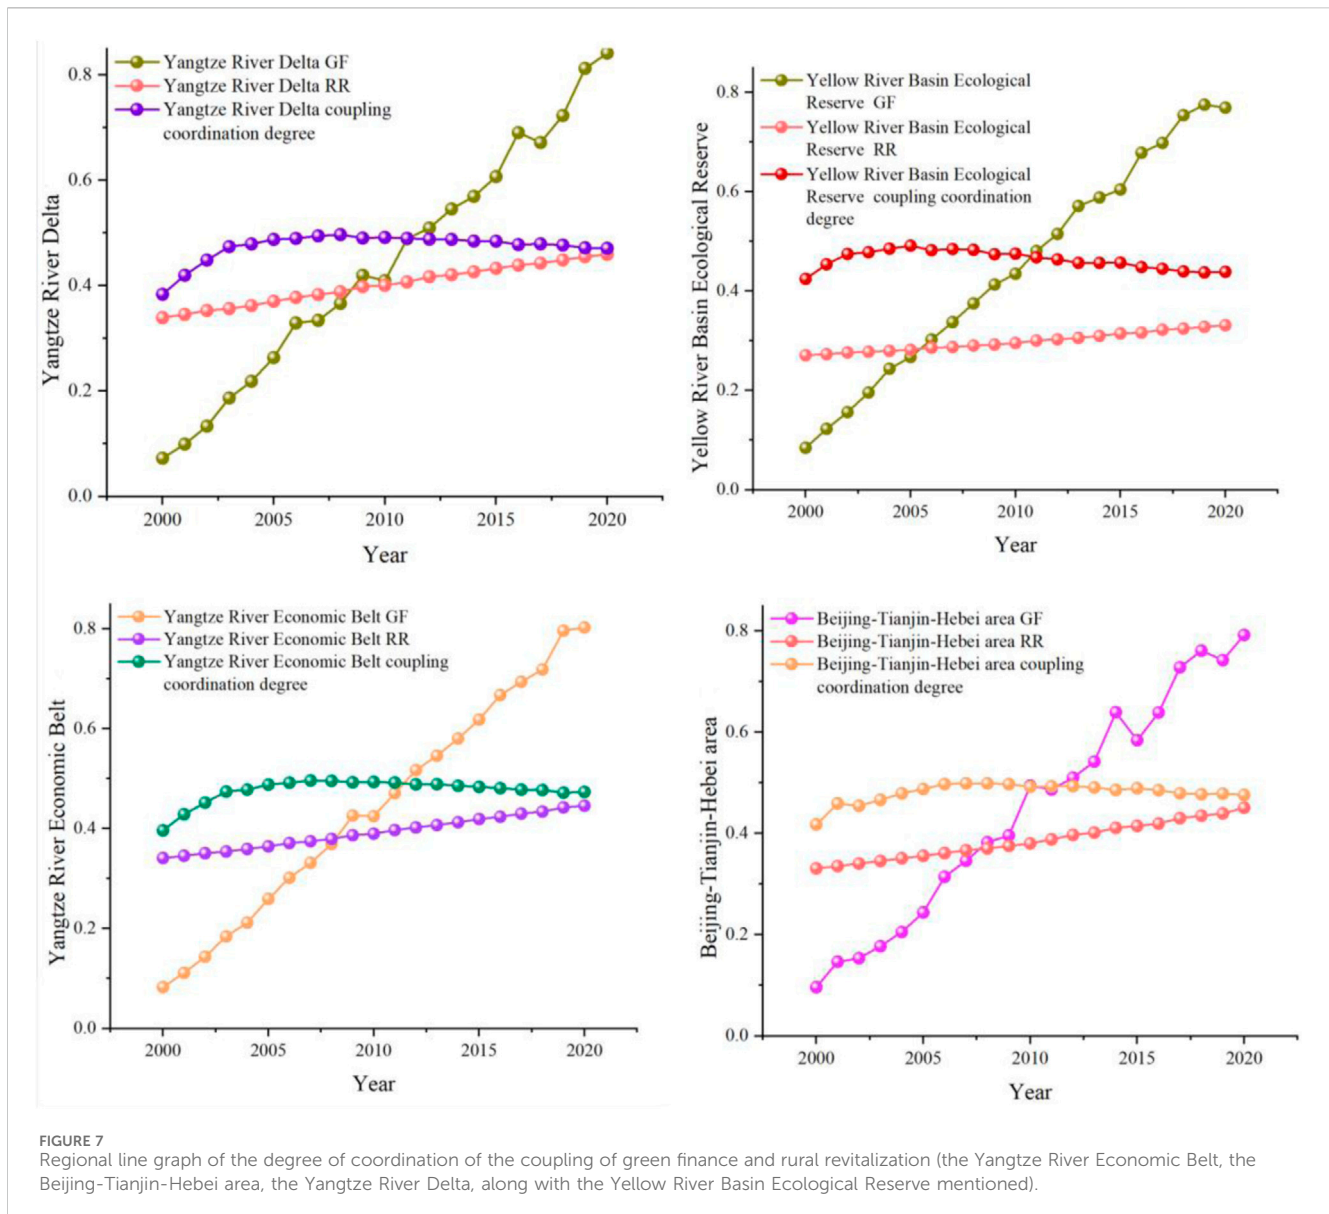 Yangtze River Delta GF
Yangtze River Delta RR
Yangtze River Delta coupling
coordination degree
Yangtze River Delta
0.8
0.6
0.4
0.2
0.0
2000 2005 2010 2015 2020
Year
Yellow River Basin Ecological
Reserve GF
Yellow River Basin Ecological
Reserve RR
Yellow River Basin Ecological
Reserve coupling coordination
degree
Yellow River Basin Ecological Reserve
0.8
0.6
0.4
0.2
0.0
2000 2005 2010 2015 2020
Year
Yangtze River Economic Belt GF
Yangtze River Economic Belt RR
Yangtze River Economic Belt coupling
coordination degree
Yangtze River Economic Belt
0.8
0.6
0.4
0.2
0.0
2000 2005 2010 2015 2020
Year
Beijing-Tianjin-Hebei area GF
Beijing-Tianjin-Hebei area RR
Beijing-Tianjin-Hebei area coupling
coordination degree
Beijing-Tianjin-Hebei area
0.8
0.6
0.4
0.2
0.0
2000 2005 2010 2015 2020
Year
FIGURE 7
Regional line graph of the degree of coordination of the coupling of green finance and rural revitalization (the Yangtze River Economic Belt, the
Beijing-Tianjin-Hebei area, the Yangtze River Delta, along with the Yellow River Basin Ecological Reserve mentioned).